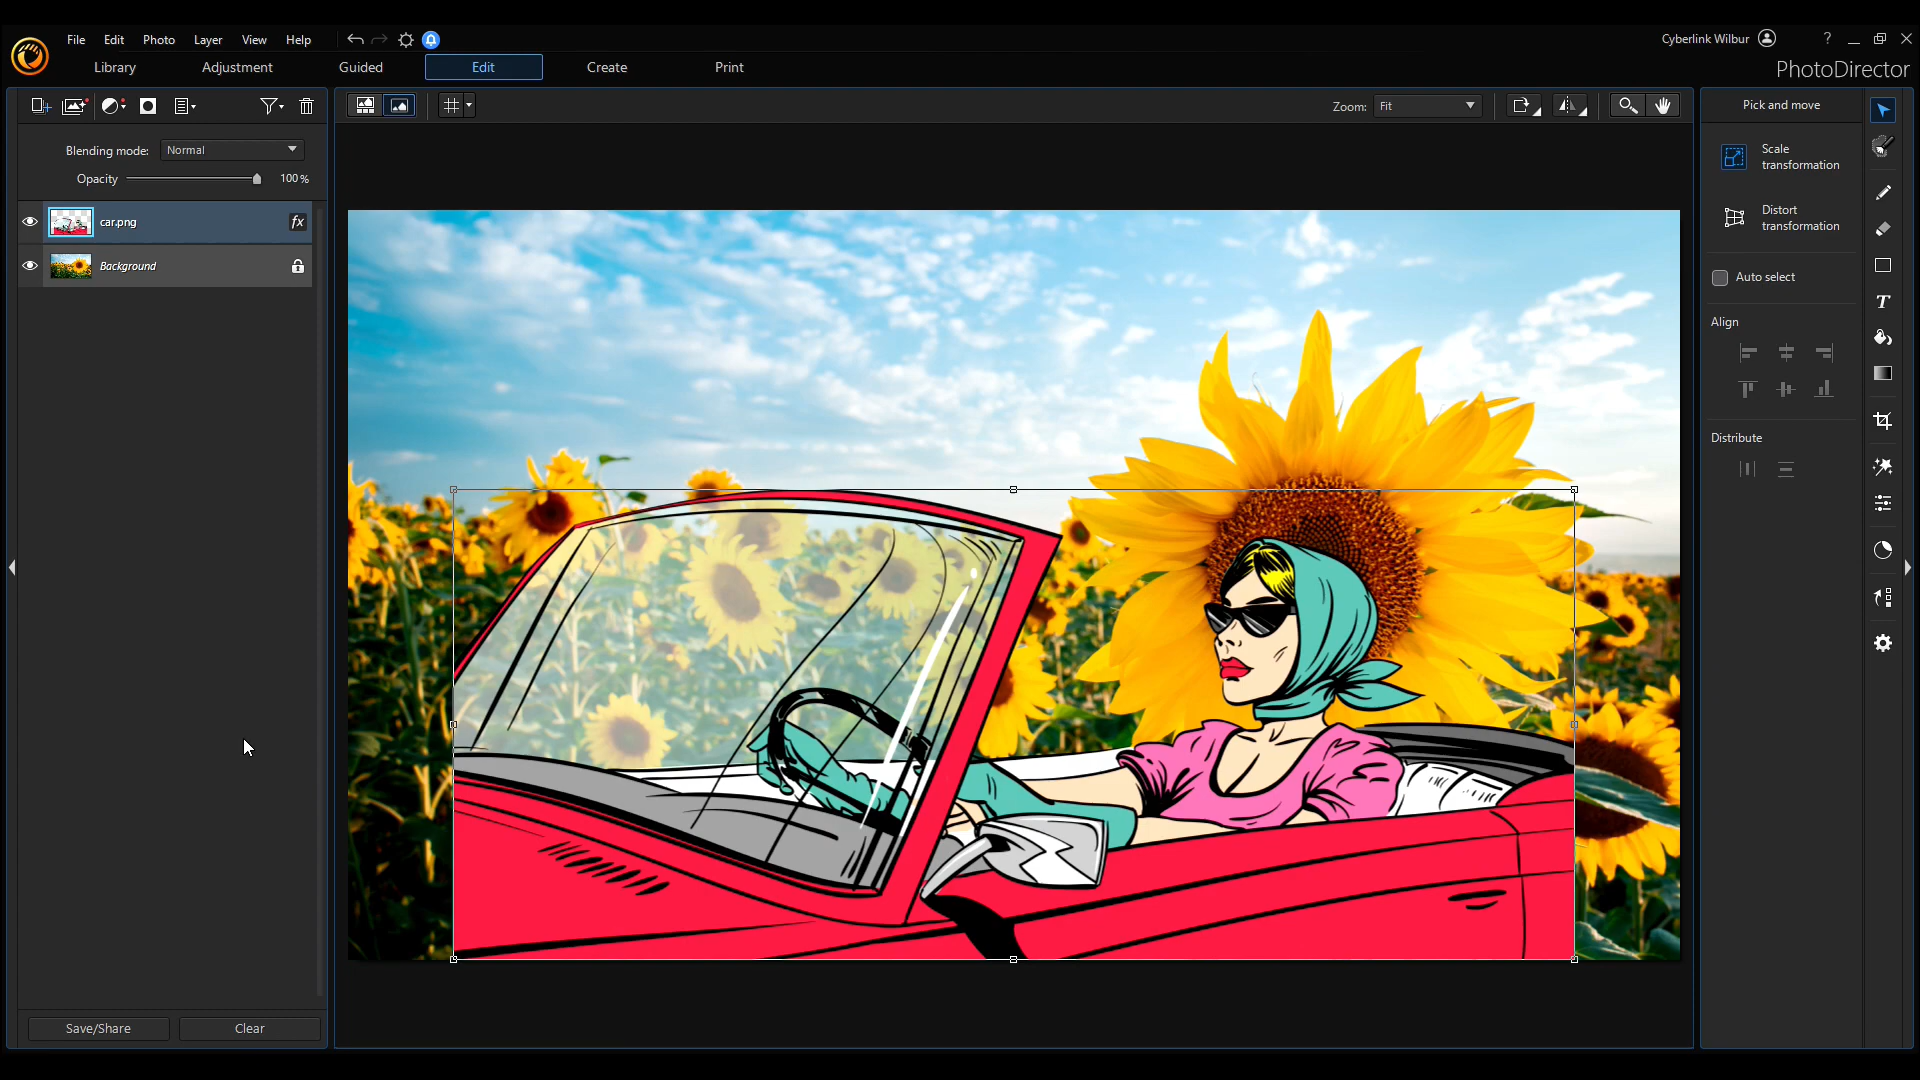 File Edit Photo Layer View Help
Cyberlink Wilbur ?
Library Adjustment Guided Edit Create Print
PhotoDirector
Zoom: Fit
Pick and move
Blending mode: Normal
Opacity 100 %
car.png fx
Background
Scale
transformation
Distort
transformation
Auto select
Align
Distribute
T
Save/Share Clear